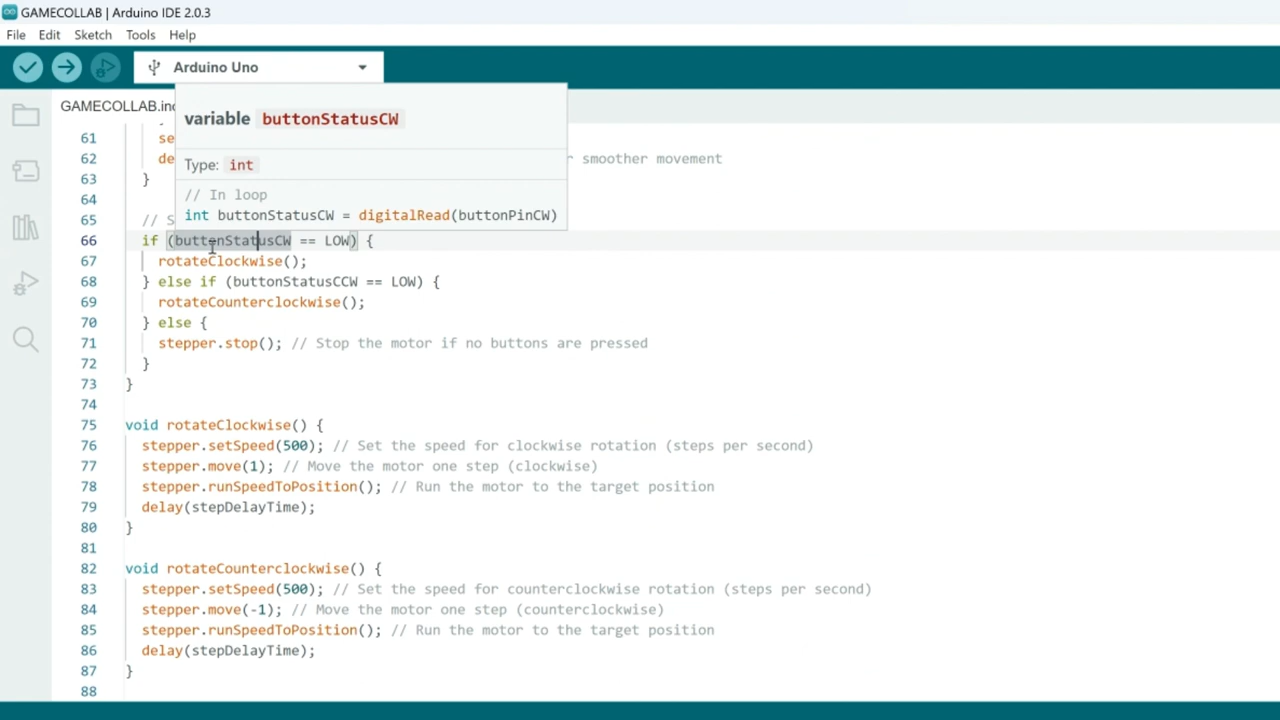 GAMECOLLAB | Arduino IDE 2.0.3
File Edit Sketch Tools Help
Arduino Uno
GAMECOLLAB.in
variable buttonStatusCW
Type: int
// In loop
int buttonStatusCW = digitalRead(buttonPinCW)
61 se
62 de smoother movement
63 }
64
65 // S
66 if (buttonStatusCW == LOW) {
67 rotateClockwise();
68 } else if (buttonStatusCCW == LOW) {
69 rotateCounterclockwise();
70 } else {
71 stepper.stop(); // Stop the motor if no buttons are pressed
72 }
73 }
74
75 void rotateClockwise() {
76 stepper.setSpeed(500); // Set the speed for clockwise rotation (steps per second)
77 stepper.move(1); // Move the motor one step (clockwise)
78 stepper.runSpeedToPosition(); // Run the motor to the target position
79 delay(stepDelayTime);
80 }
81
82 void rotateCounterclockwise() {
83 stepper.setSpeed(500); // Set the speed for counterclockwise rotation (steps per second)
84 stepper.move(-1); // Move the motor one step (counterclockwise)
85 stepper.runSpeedToPosition(); // Run the motor to the target position
86 delay(stepDelayTime);
87 }
88